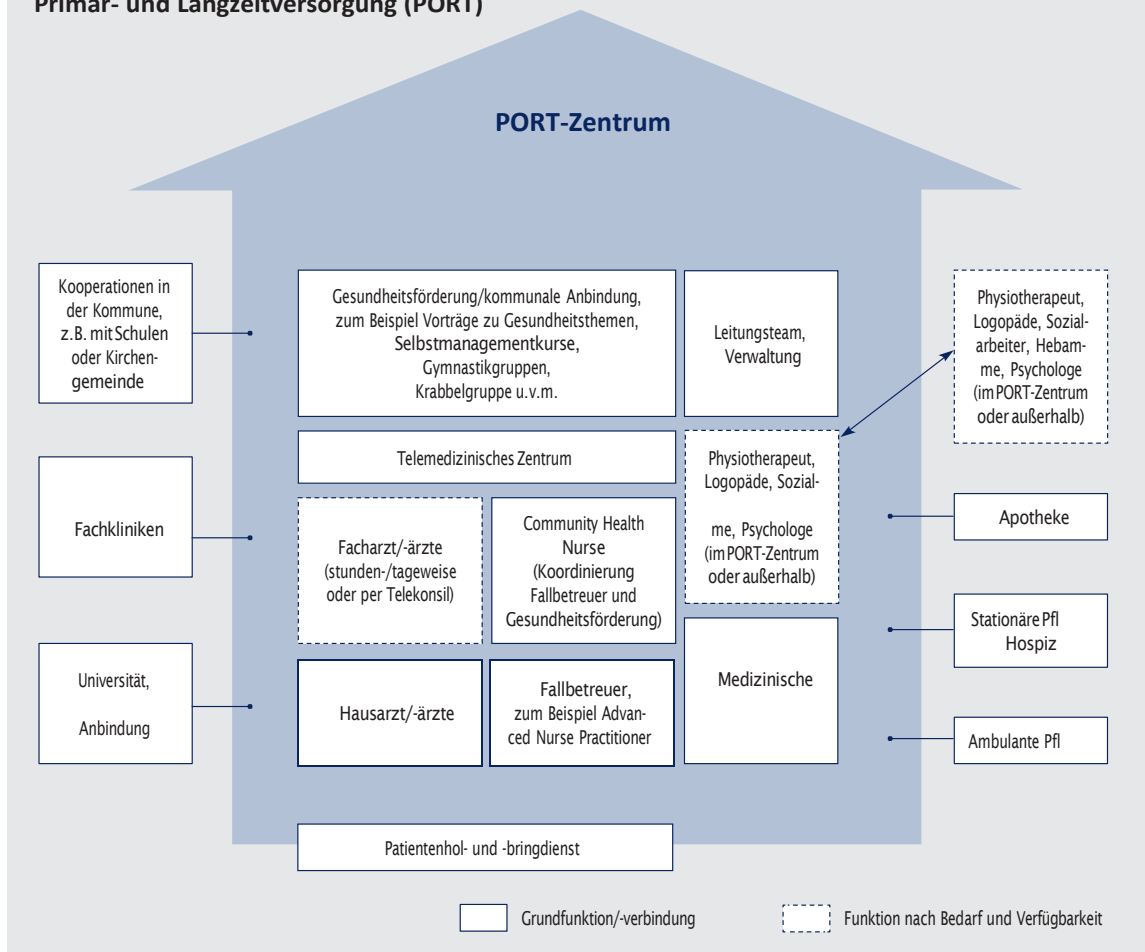 Primär- und Langzeitversorgung (PORT)
PORT-Zentrum
Kooperationen in
der Kommune,
z.B. mit Schulen
oder Kirchen-
gemeinde
Fachkliniken
Universität,
Anbindung
Gesundheitsförderung/kommunale Anbindung,
zum Beispiel Vorträge zu Gesundheitsthemen,
Selbstmanagementkurse,
Gymnastikgruppen,
Krabbelgruppe u.v.m.
Leitungsteam,
Verwaltung
Telemedizinisches Zentrum
Facharzt/-ärzte
(stunden-/tageweise
oder per Telekonsil)
Community Health
Nurse
(Koordinierung
Fallbetreuer und
Gesundheitsförderung)
Physiotherapeut,
Logopäde, Sozial-
me, Psychologe
(im PORT-Zentrum
oder außerhalb)
Hausarzt/-ärzte
Fallbetreuer,
zum Beispiel Advan-
ced Nurse Practitioner
Medizinische
Patientenhol- und -bringdienst
Physiotherapeut,
Logopäde, Sozial-
arbeiter, Hebam-
me, Psychologe
(im PORT-Zentrum
oder außerhalb)
Apotheke
Stationäre Pfl
Hospiz
Ambulante Pfl
Grundfunktion/-verbindung
Funktion nach Bedarf und Verfügbarkeit